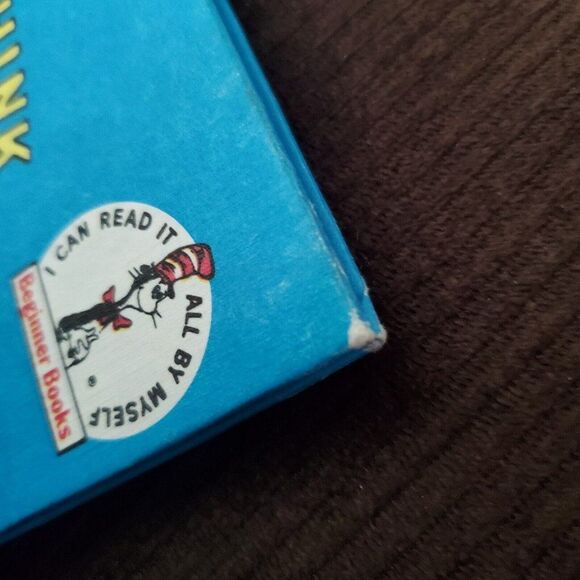 I CAN READ IT
ALL BY MYSELF
®
Beginner Books